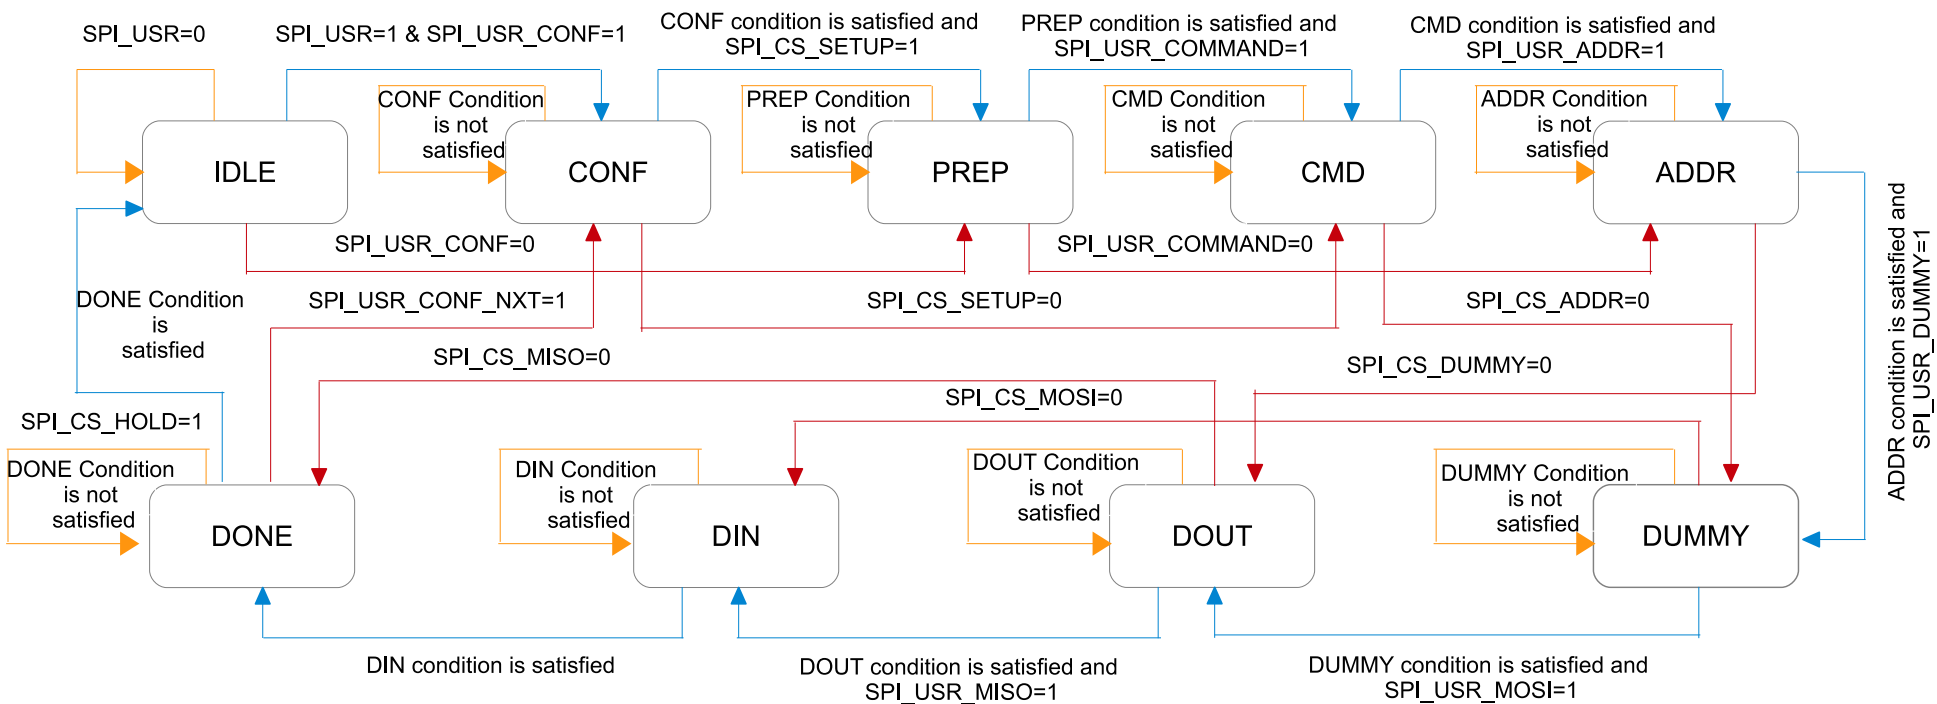 SPI_USR=0
SPI_USR=1 & SPI_USR_CONF=1
CONF condition is satisfied and
SPI_CS_SETUP=1
PREP condition is satisfied and
SPI_USR_COMMAND=1
CMD condition is satisfied and
SPI_USR_ADDR=1
CONF Condition
is not
satisfied
PREP Condition
is not
satisfied
CMD Condition
is not
satisfied
ADDR Condition
is not
satisfied
IDLE
CONF
PREP
CMD
ADDR
ADDR condition is satisfied and
SPI_USR_DUMMY=1
SPI_USR_CONF=0
SPI_USR_COMMAND=0
DONE Condition
is
satisfied
SPI_USR_CONF_NXT=1
SPI_CS_SETUP=0
SPI_CS_ADDR=0
SPI_CS_MISO=0
SPI_CS_DUMMY=0
SPI_CS_MOSI=0
SPI_CS_HOLD=1
DONE Condition
is not
satisfied
DIN Condition
is not
satisfied
DOUT Condition
is not
satisfied
DUMMY Condition
is not
satisfied
DONE
DIN
DOUT
DUMMY
DIN condition is satisfied
DOUT condition is satisfied and
SPI_USR_MISO=1
DUMMY condition is satisfied and
SPI_USR_MOSI=1